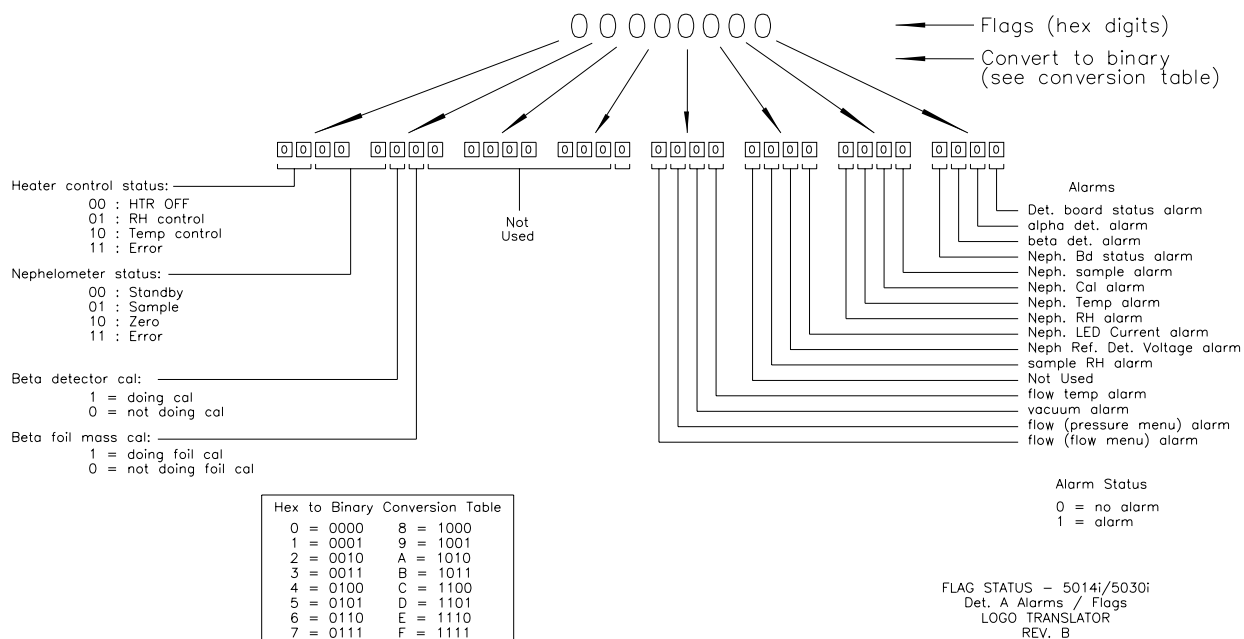 00000000
Flags (hex digits)
Convert to binary
(see conversion table)
0000 0000 0000 0000 0000 0000 0000 0000
Heater control status:
00 : HTR OFF
01 : RH control
10 : Temp control
11 : Error
Nephelometer status:
00 : Standby
01 : Sample
10 : Zero
11 : Error
Beta detector cal:
1 = doing cal
0 = not doing cal
Beta foil mass cal:
1 = doing foil cal
0 = not doing foil cal
Not
Used
Alarms
Det. board status alarm
alpha det. alarm
beta det. alarm
Neph. Bd status alarm
Neph. sample alarm
Neph. Cal alarm
Neph. Temp alarm
Neph. RH alarm
Neph. LED Current alarm
Neph Ref. Det. Voltage alarm
sample RH alarm
Not Used
flow temp alarm
vacuum alarm
flow (pressure menu) alarm
flow (flow menu) alarm
Alarm Status
0 = no alarm
1 = alarm
Hex to Binary Conversion Table
0 = 0000 8 = 1000
1 = 0001 9 = 1001
2 = 0010 A = 1010
3 = 0011 B = 1011
4 = 0100 C = 1100
5 = 0101 D = 1101
6 = 0110 E = 1110
7 = 0111 F = 1111
FLAG STATUS - 5014i/5030i
Det. A Alarms / Flags
LOGO TRANSLATOR
REV. B